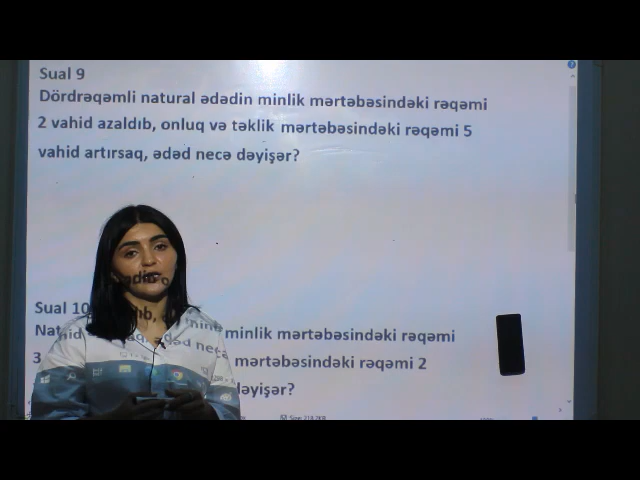 Sual 9
Dördrəqəmli natural ədədin minlik mərtəbəsindəki rəqəmi
2 vahid azaldıb, onluq və təklik mərtəbəsindəki rəqəmi 5
vahid artırsaq, ədəd necə dəyişər?
Sual 10
minlik mərtəbəsindəki rəqəmi
3 mərtəbəsindəki rəqəmi 2
dəyişər?